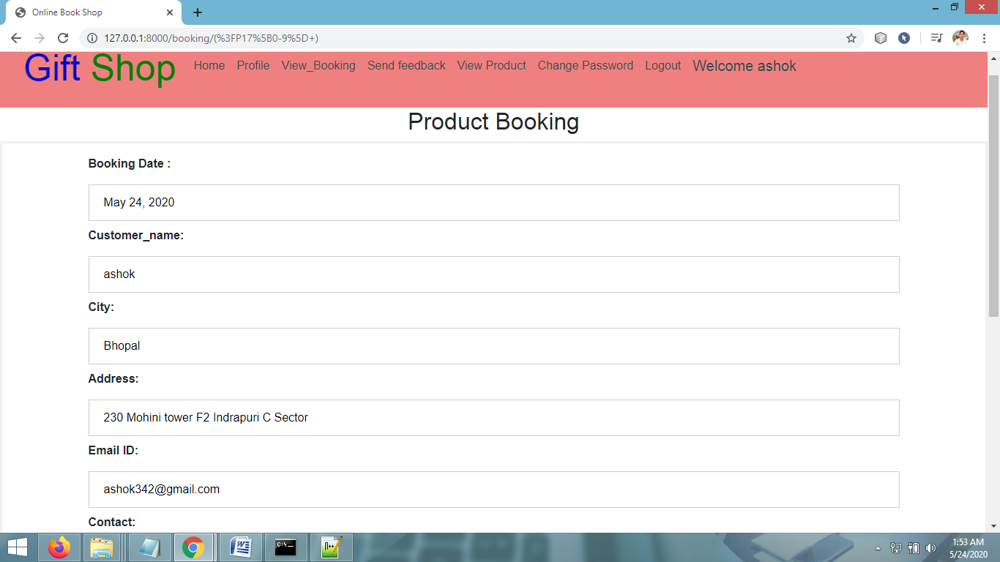 Online Book Shop
127.0.0.1:8000/booking/(%3FP17%5B0-9%5D+)
Gift Shop Home Profile View_Booking Send feedback View Product Change Password Logout Welcome ashok
Product Booking
Booking Date :
May 24, 2020
Customer_name:
ashok
City:
Bhopal
Address:
230 Mohini tower F2 Indrapuri C Sector
Email ID:
ashok342@gmail.com
Contact:
1:53 AM
5/24/2020